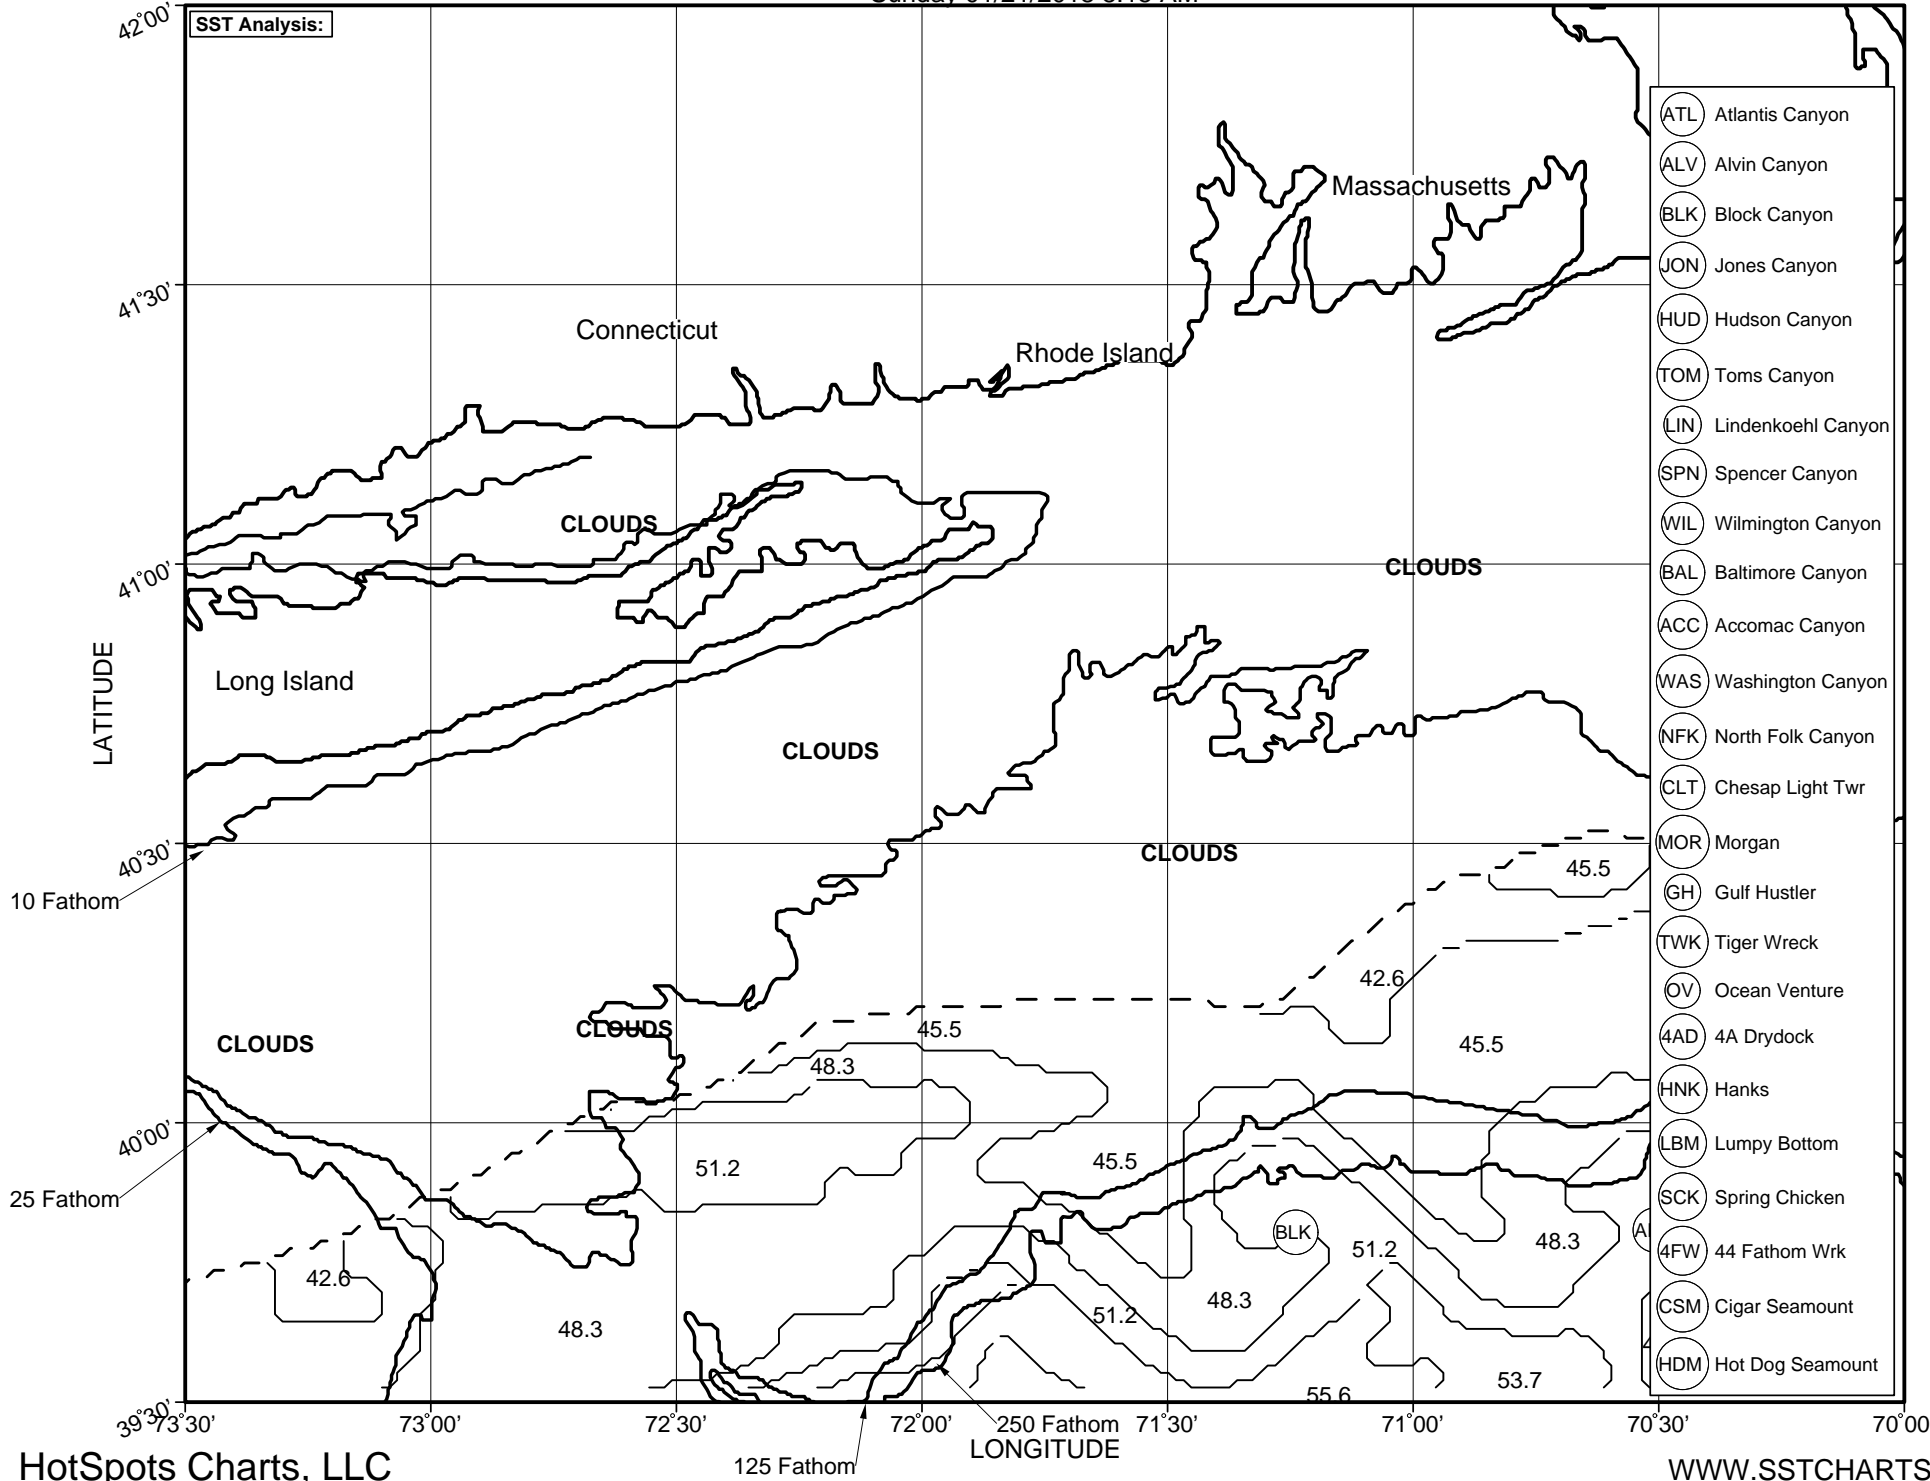 42°00'
SST Analysis:
ATL Atlantis Canyon
ALV Alvin Canyon
Massachusetts
BLK Block Canyon
JON Jones Canyon
41°30'
HUD Hudson Canyon
Connecticut
Rhode Island
TOM Toms Canyon
LIN Lindenkoehl Canyon
SPN Spencer Canyon
CLOUDS
WIL Wilmington Canyon
41°00'
CLOUDS
BAL Baltimore Canyon
ACC Accomac Canyon
LATITUDE
Long Island
WAS Washington Canyon
NFK North Folk Canyon
CLOUDS
CLT Chesap Light Twr
40°30'
CLOUDS
MOR Morgan
10 Fathom
45.5
GH Gulf Hustler
TWK Tiger Wreck
42.6
OV Ocean Venture
CLOUDS
CLOUDS
45.5
45.5
4AD 4A Drydock
48.3
HNK Hanks
40°00'
LBM Lumpy Bottom
51.2
45.5
25 Fathom
SCK Spring Chicken
BLK
51.2
48.3
4FW 44 Fathom Wrk
42.6
48.3
48.3
51.2
CSM Cigar Seamount
53.7
HDM Hot Dog Seamount
55.6
39°30'
73°30'
73°00'
72°30'
72°00'
250 Fathom
71°30'
71°00'
70°30'
70°00'
LONGITUDE
125 Fathom
HotSpots Charts, LLC
WWW.SSTCHARTS